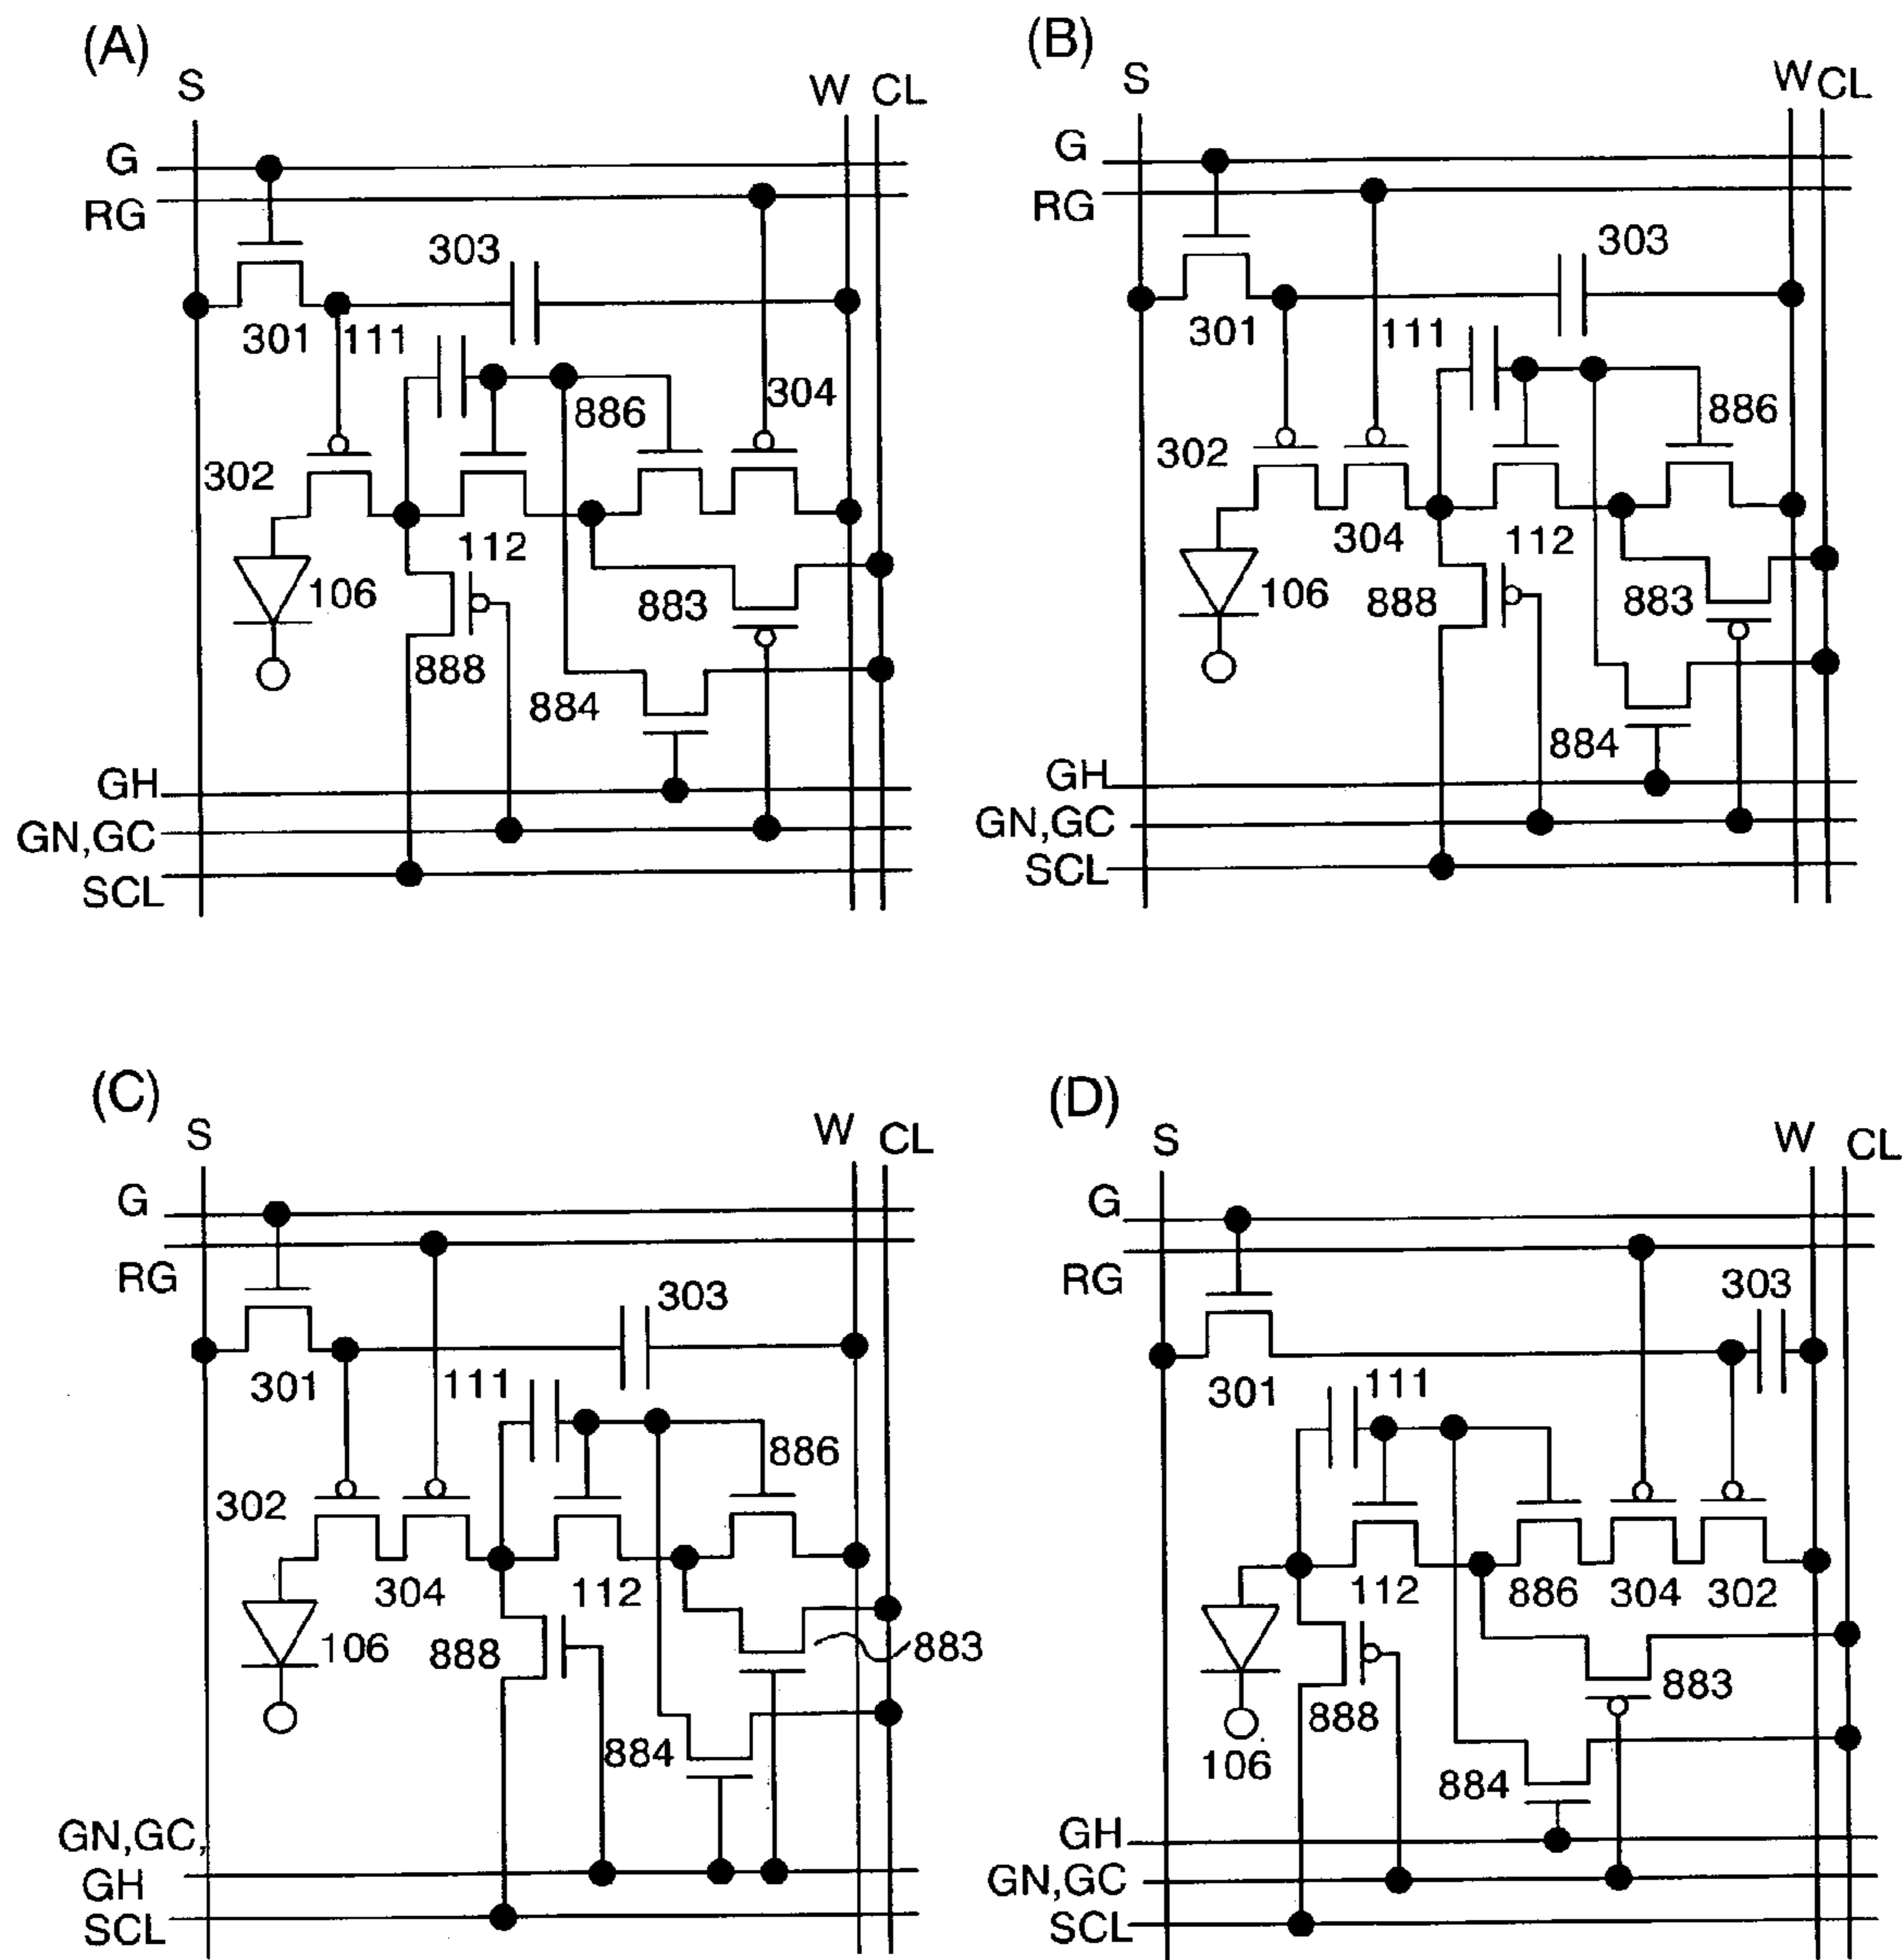 (A)
S
W
CL
G
RG
303
301
111
304
886
302
112
106
883
888
884
GH
GN,GC
SCL
(B)
S
W
CL
G
RG
303
301
111
886
302
304
112
106
888
883
884
GH
GN,GC
SCL
(C)
S
W
CL
G
RG
303
301
111
886
302
304
112
106
888
883
884
GN,GC,
GH
SCL
(D)
S
W
CL
G
RG
303
301
111
112
886
304
302
883
888
106
884
GH
GN,GC
SCL